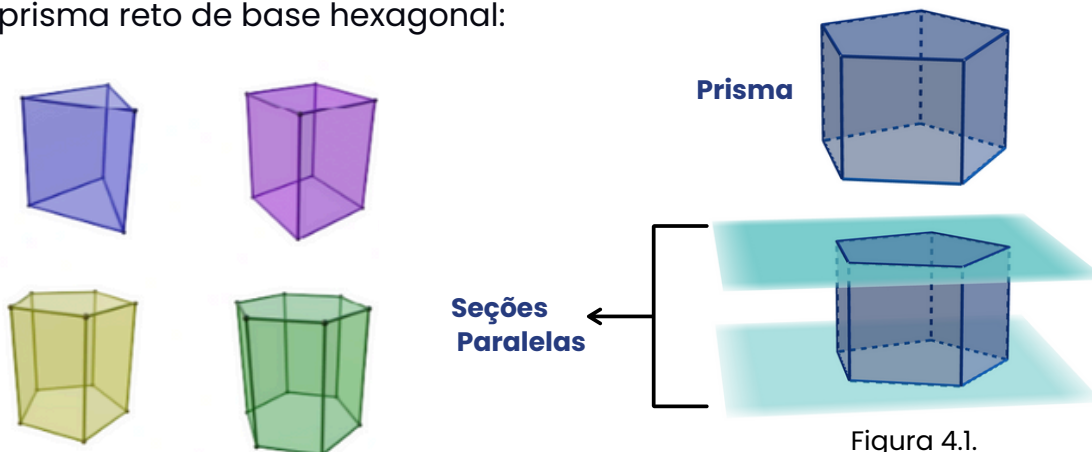 prisma reto de base hexagonal:
Prisma
Seções
Paralelas
Figura 4.1.